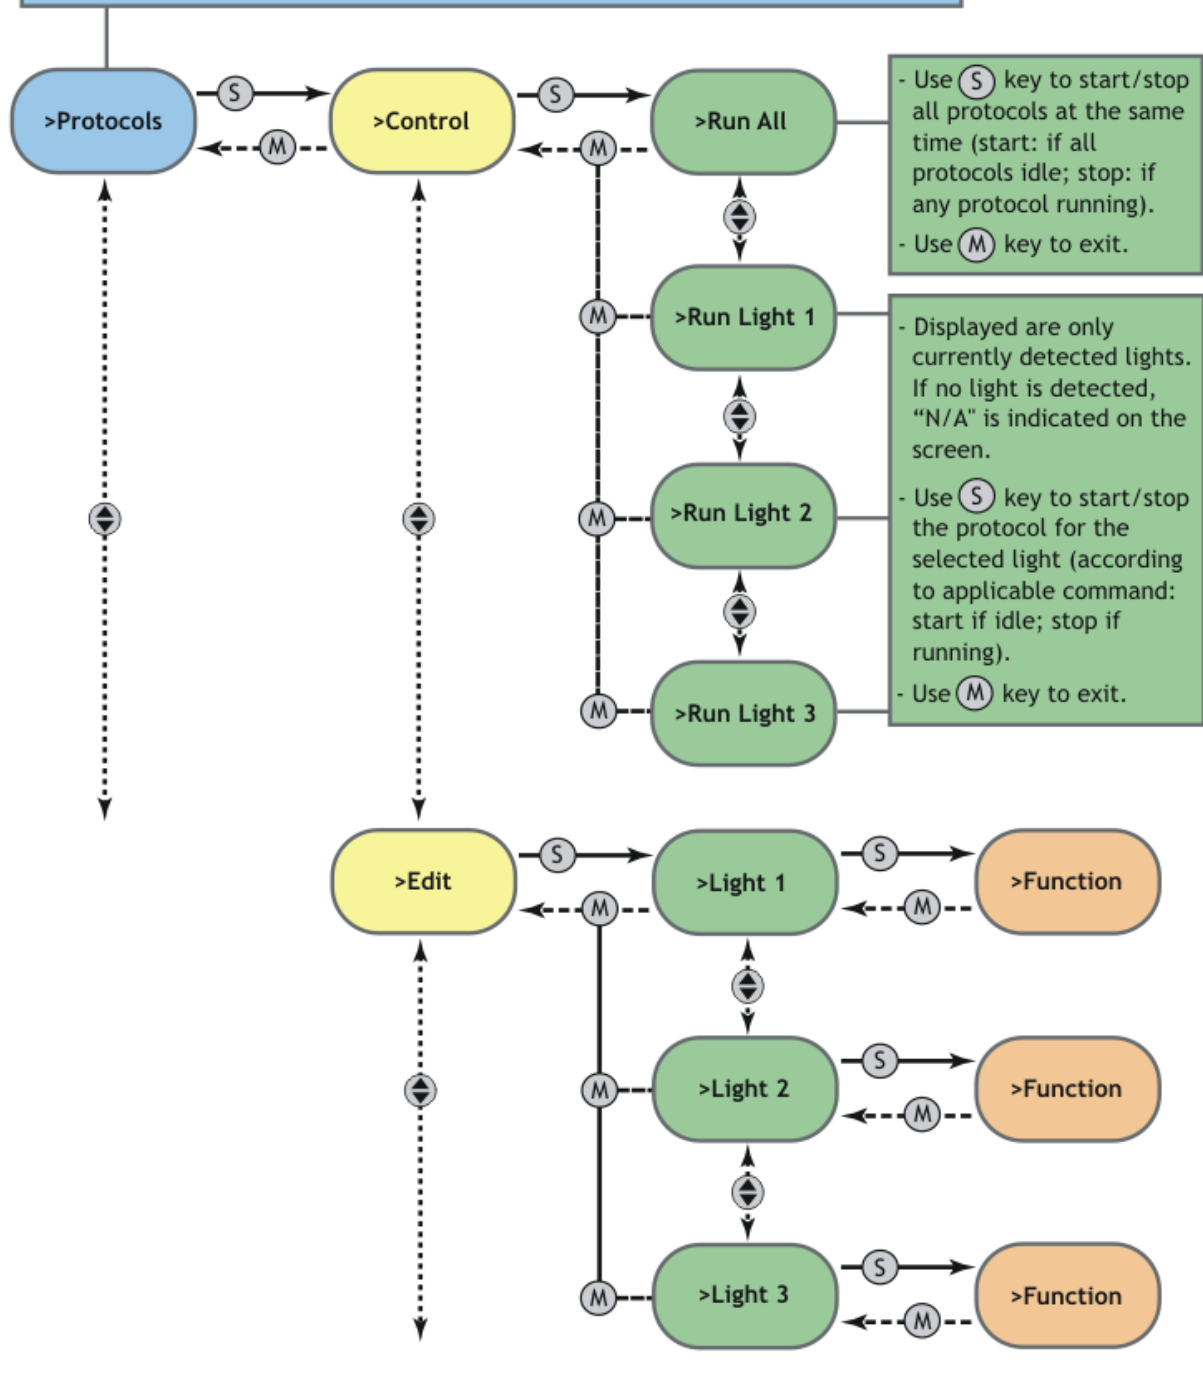 >Protocols
S
M
>Control
S
M
>Run All
- Use S key to start/stop
all protocols at the same
time (start: if all
protocols idle; stop: if
any protocol running).
- Use M key to exit.
M
>Run Light 1
- Displayed are only
currently detected lights.
If no light is detected,
“N/A" is indicated on the
screen.
- Use S key to start/stop
the protocol for the
selected light (according
to applicable command:
start if idle; stop if
running).
- Use M key to exit.
M
>Run Light 2
M
>Run Light 3
>Edit
S
M
>Light 1
S
M
>Function
M
>Light 2
S
M
>Function
M
>Light 3
S
M
>Function